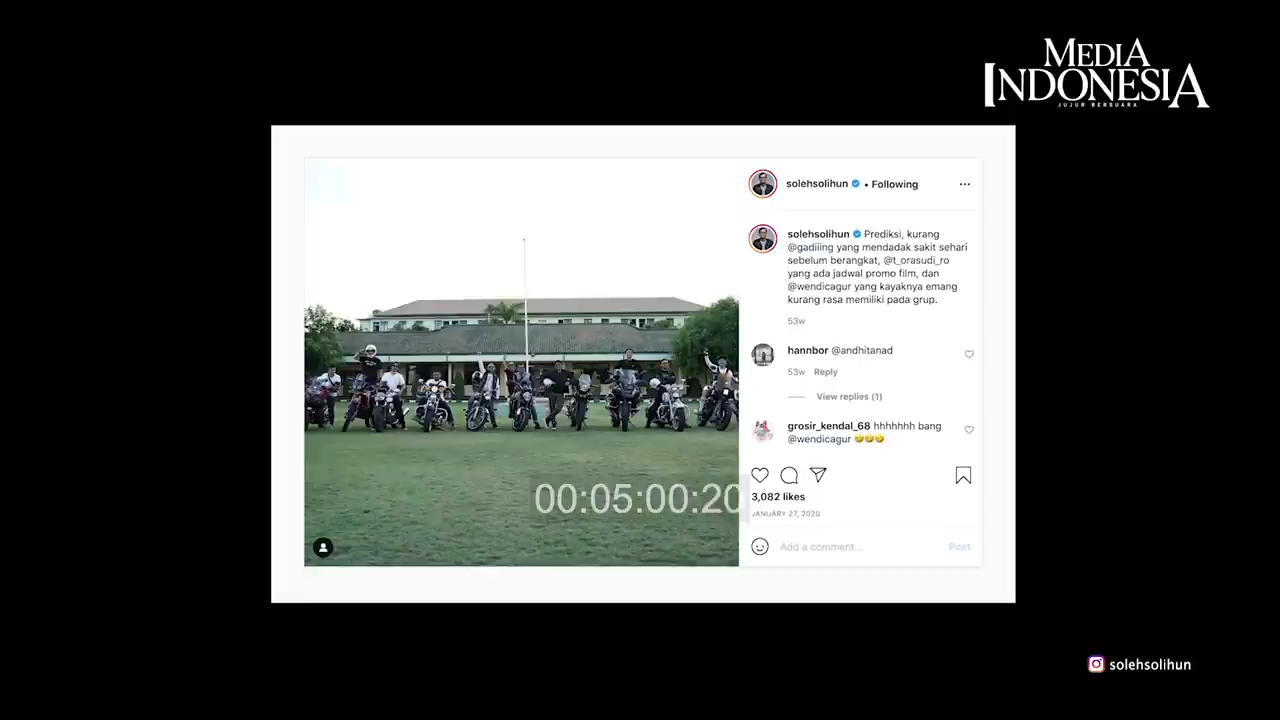 MEDIA
INDONESIA
JUJUR BERSUARA
solehsolihun • Following
solehsolihun Prediksi, kurang
@gadiiing yang mendadak sakit sehari
sebelum berangkat, @t_orasudi_ro
yang ada jadwal promo film, dan
@wendicagur yang kayaknya emang
kurang rasa memiliki pada grup.
53w
hannbor @andhitanad
53w Reply
View replies (1)
grosir_kendal_68 hhhhhhh bang
@wendicagur 🤣🤣🤣
3,082 likes
JANUARY 27, 2020
Add a comment... Post
00:05:00:20
solehsolihun